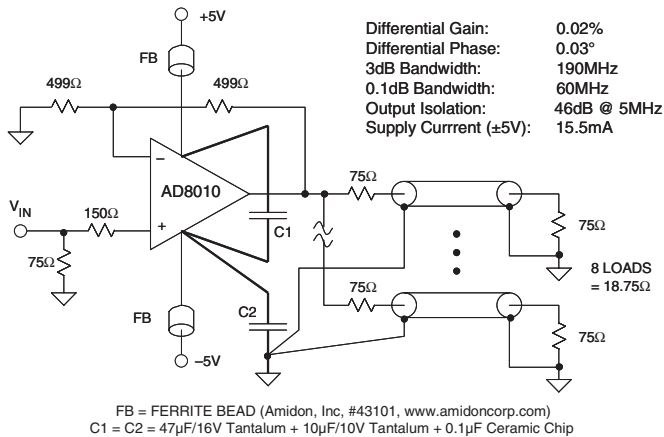 +5V
FB
499Ω
499Ω
AD8010
−
+
V_IN
150Ω
75Ω
C1
C2
FB
–5V
75Ω
75Ω
75Ω
75Ω
8 LOADS
= 18.75Ω
Differential Gain: 0.02%
Differential Phase: 0.03°
3dB Bandwidth: 190MHz
0.1dB Bandwidth: 60MHz
Output Isolation: 46dB @ 5MHz
Supply Currrent (±5V): 15.5mA
FB = FERRITE BEAD (Amidon, Inc, #43101, www.amidoncorp.com)
C1 = C2 = 47µF/16V Tantalum + 10µF/10V Tantalum + 0.1µF Ceramic Chip